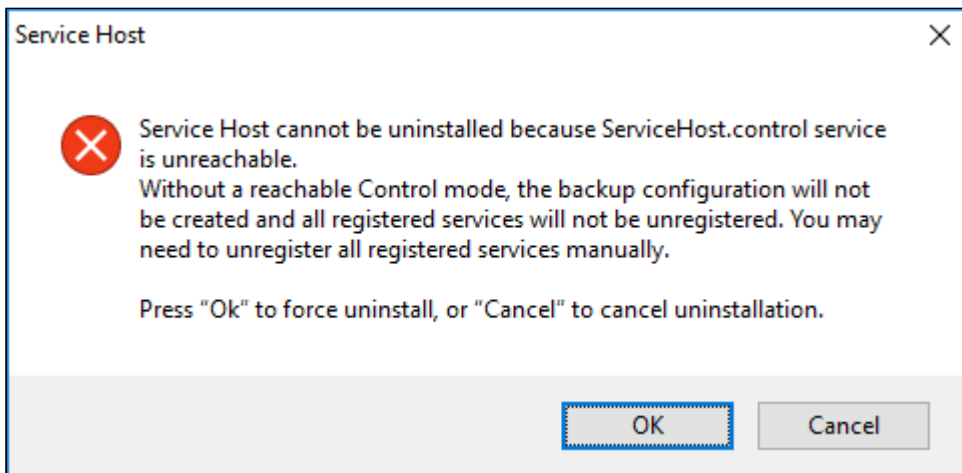 Service Host
Service Host cannot be uninstalled because ServiceHost.control service
is unreachable.
Without a reachable Control mode, the backup configuration will not
be created and all registered services will not be unregistered. You may
need to unregister all registered services manually.
Press “Ok” to force uninstall, or “Cancel” to cancel uninstallation.
OK
Cancel